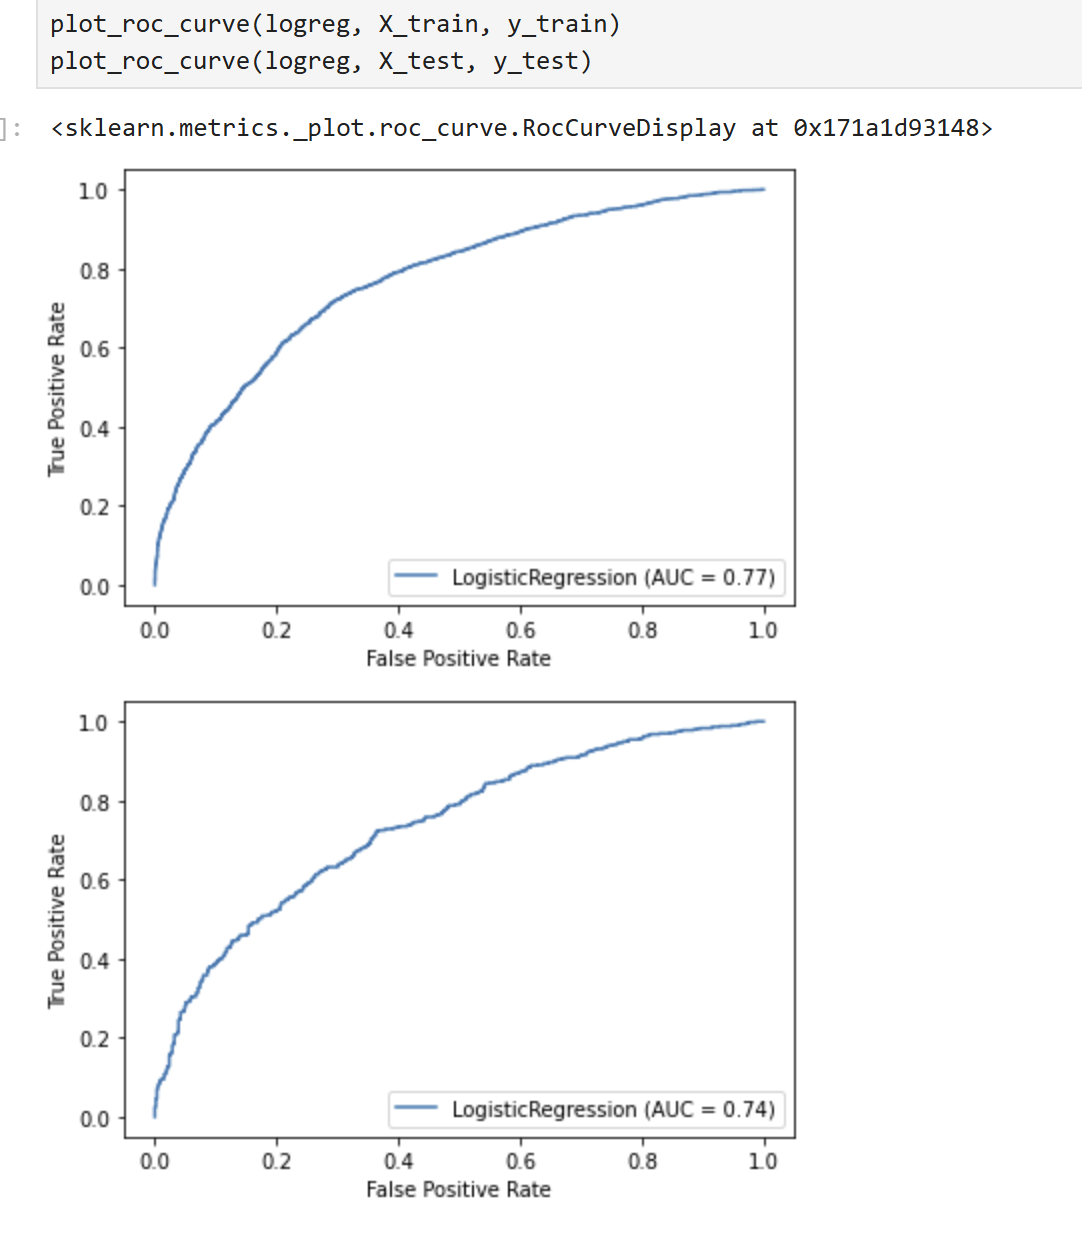 plot_roc_curve(logreg, X_train, y_train)
plot_roc_curve(logreg, X_test, y_test)
]: <sklearn.metrics._plot.roc_curve.RocCurveDisplay at 0x171a1d93148>
1.0
0.8
0.6
0.4
0.2
0.0
True Positive Rate
LogisticRegression (AUC = 0.77)
0.0 0.2 0.4 0.6 0.8 1.0
False Positive Rate
1.0
0.8
0.6
0.4
0.2
0.0
True Positive Rate
LogisticRegression (AUC = 0.74)
0.0 0.2 0.4 0.6 0.8 1.0
False Positive Rate